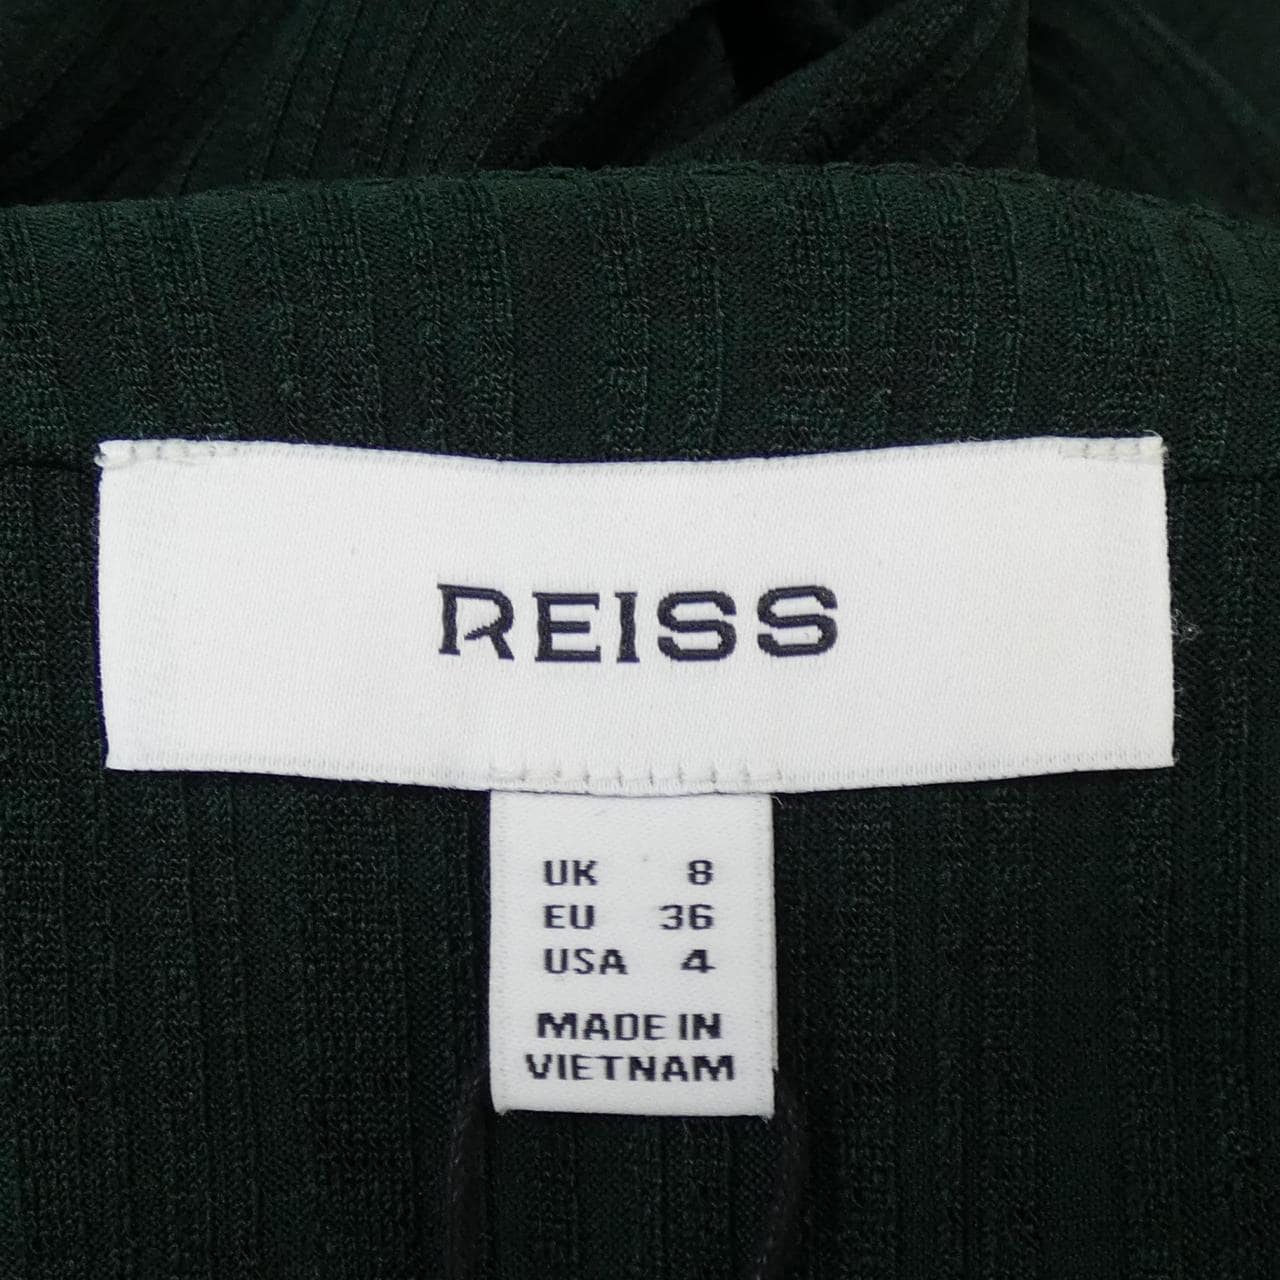 REISS
UK 8
EU 36
USA 4
MADE IN
VIETNAM